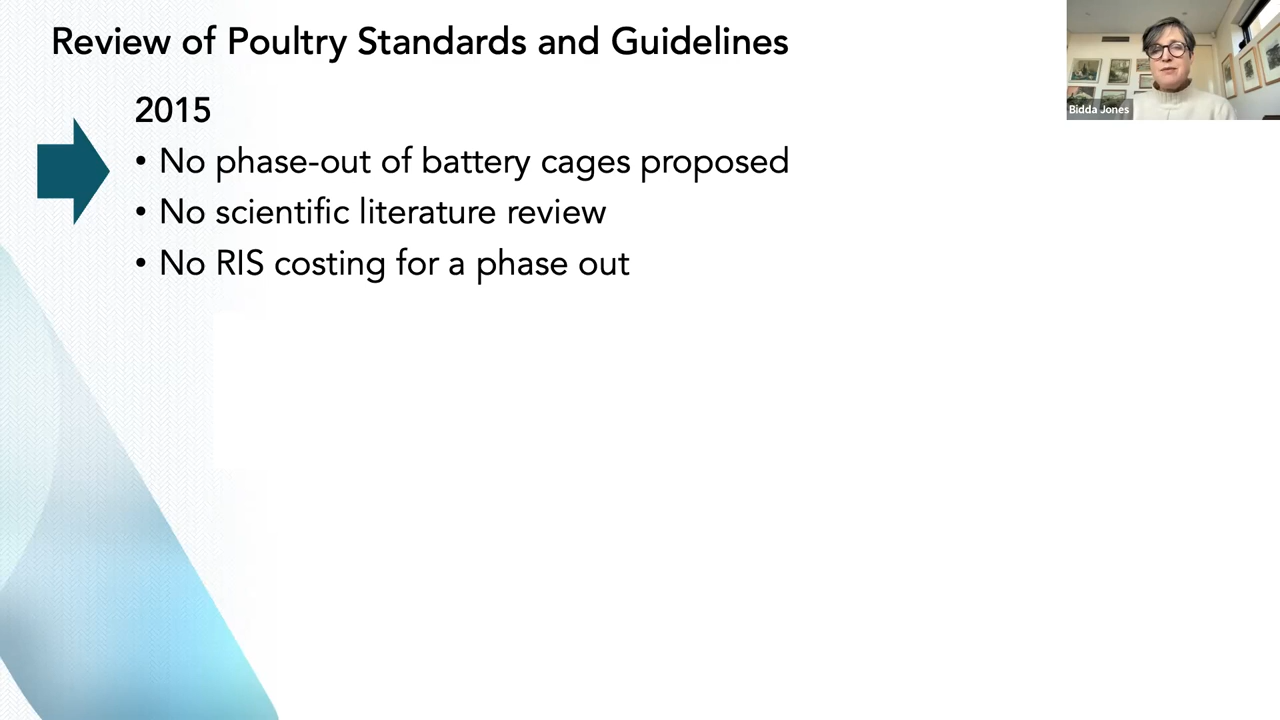 Review of Poultry Standards and Guidelines
Bidda Jones
2015
• No phase-out of battery cages proposed
• No scientific literature review
• No RIS costing for a phase out